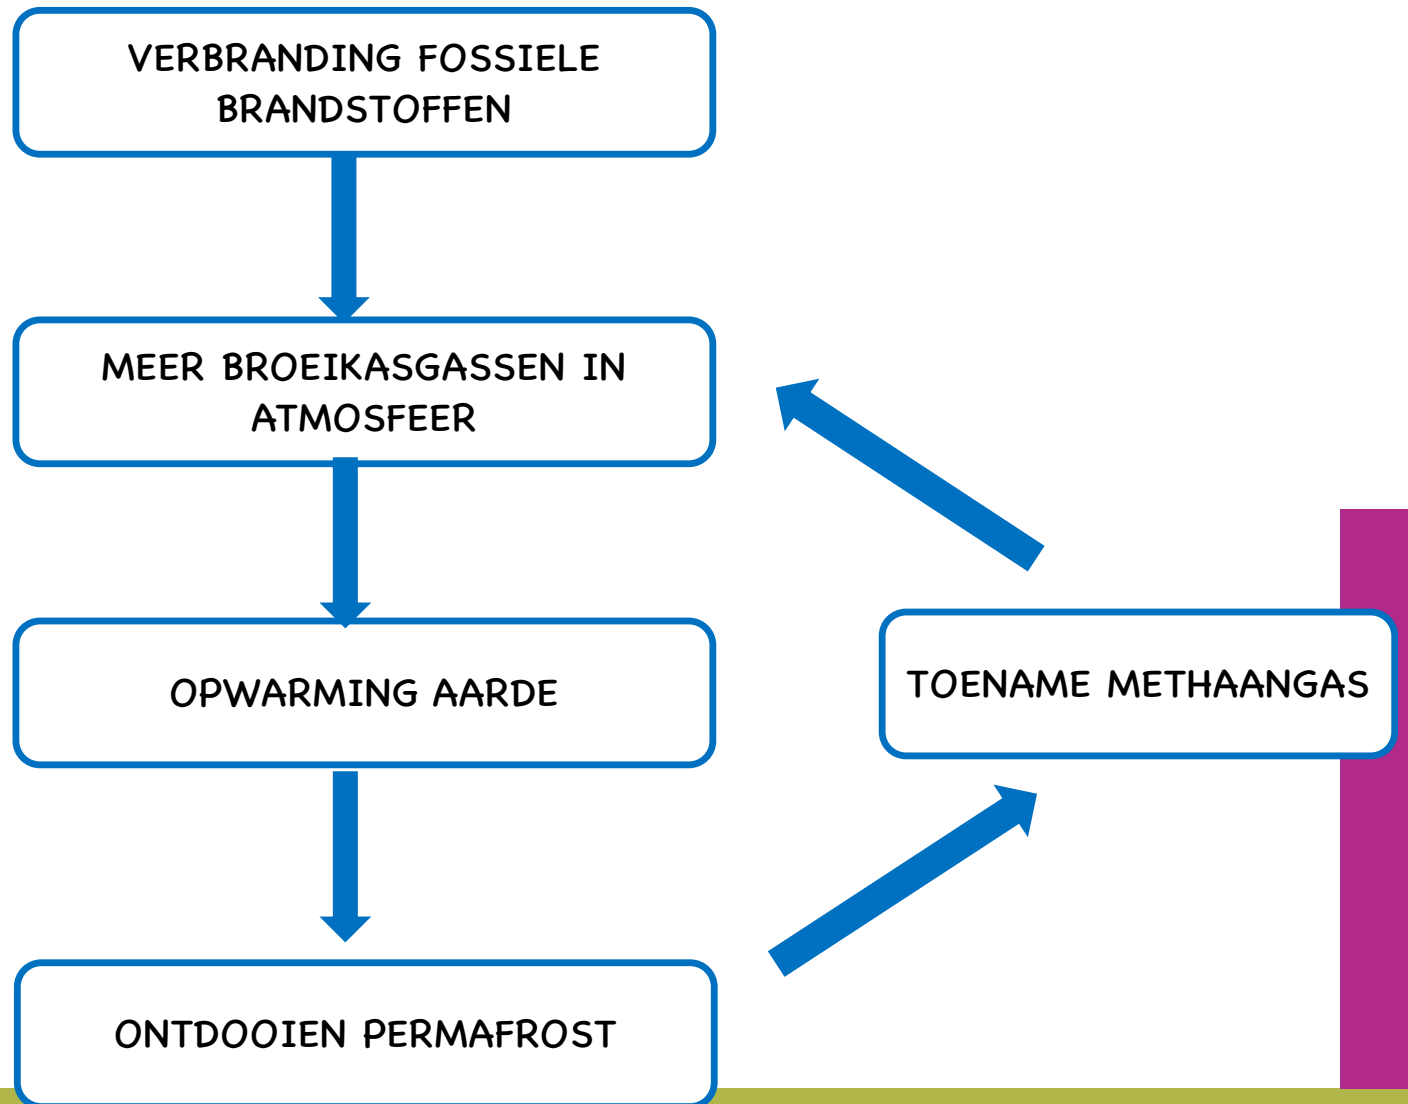 VERBRANDING FOSSIELE
BRANDSTOFFEN
MEER BROEIKASGASSEN IN
ATMOSFEER
OPWARMING AARDE
TOENAME METHAANGAS
ONTDOOIEN PERMAFROST